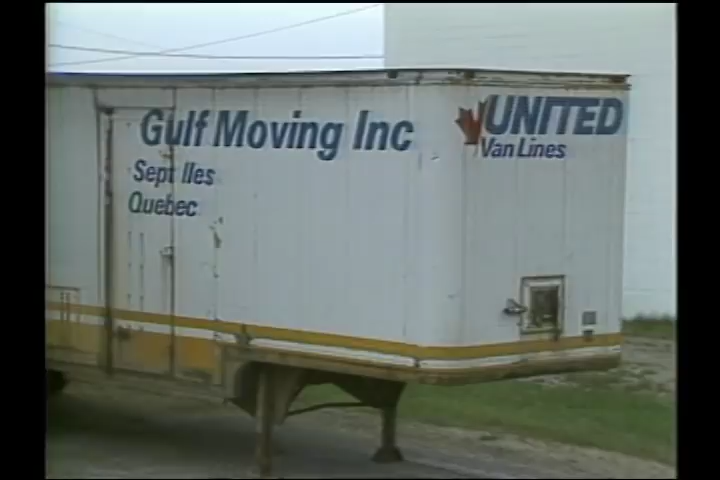 Gulf Moving Inc
Sept Iles
Quebec
UNITED
Van Lines